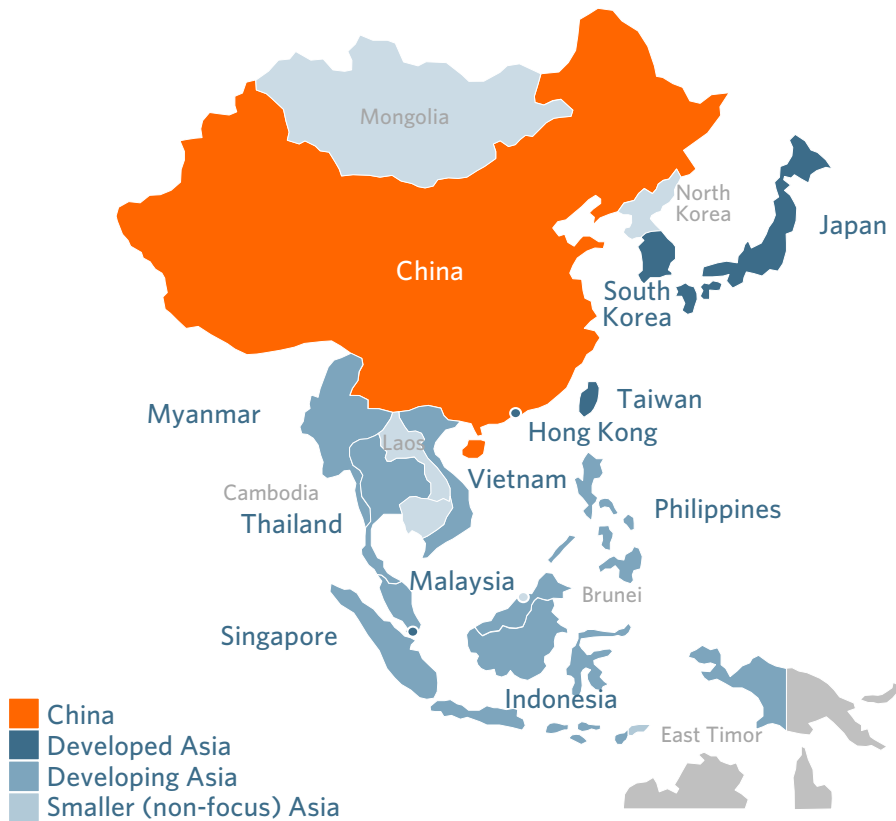 Mongolia
North
Korea
Japan
China
South
Korea
Taiwan
Myanmar
Hong Kong
Laos
Vietnam
Cambodia
Philippines
Thailand
Malaysia
Brunei
Singapore
Indonesia
East Timor
China
Developed Asia
Developing Asia
Smaller (non-focus) Asia